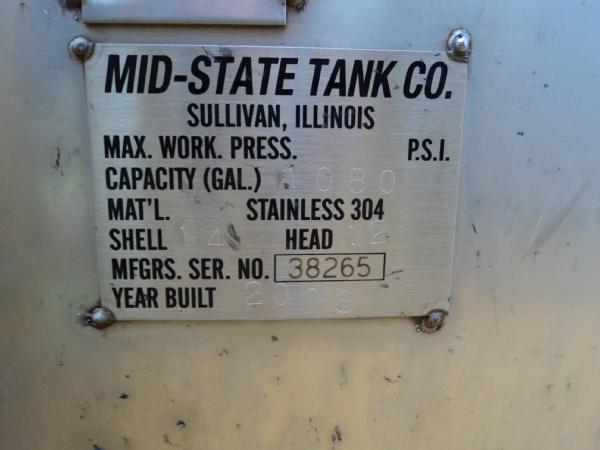 MID-STATE TANK CO.
SULLIVAN, ILLINOIS
MAX. WORK. PRESS. P.S.I.
CAPACITY (GAL.) 1080
MAT'L. STAINLESS 304
SHELL 14 HEAD 12
MFGRS. SER. NO. 38265
YEAR BUILT